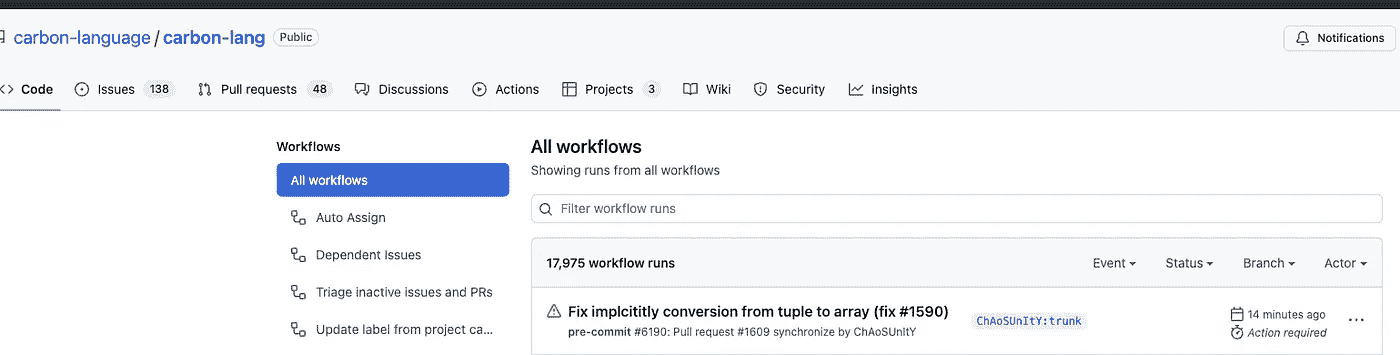 carbon-language / carbon-lang Public
Notifications
Code Issues 138 Pull requests 48 Discussions Actions Projects 3 Wiki Security Insights
Workflows
All workflows
Auto Assign
Dependent Issues
Triage inactive issues and PRs
Update label from project ca...
All workflows
Showing runs from all workflows
Filter workflow runs
17,975 workflow runs Event Status Branch Actor
Fix implcititly conversion from tuple to array (fix #1590)
pre-commit #6190: Pull request #1609 synchronize by ChAoSUnItY
ChAoSUnItY:trunk
14 minutes ago
Action required